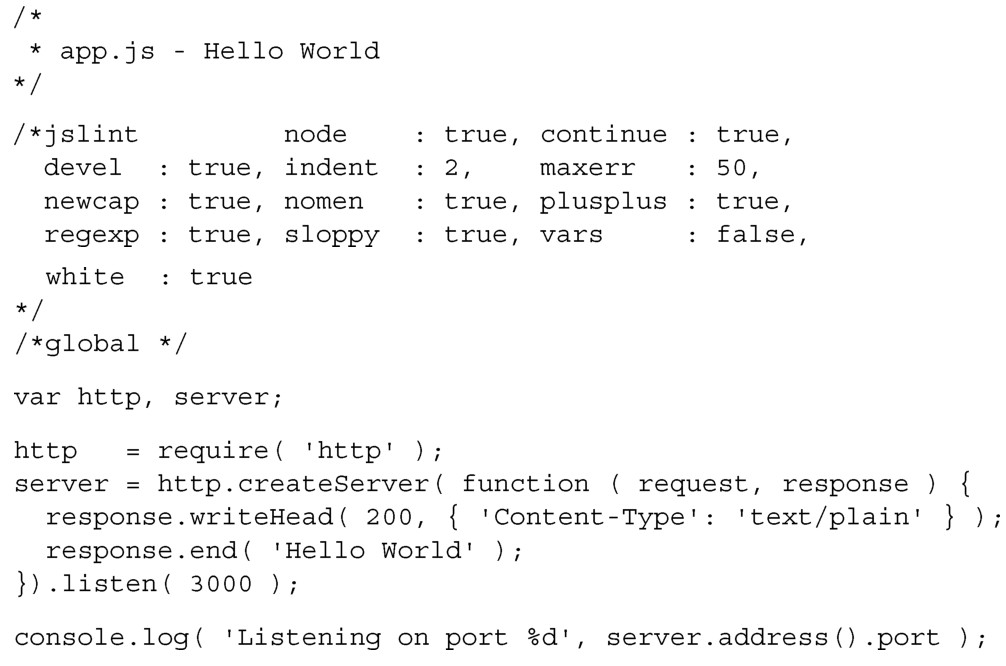 /*
 * app.js - Hello World
*/
/*jslint         node    : true, continue : true,
  devel  : true, indent  : 2,    maxerr   : 50,
  newcap : true, nomen   : true, plusplus : true,
  regexp : true, sloppy  : true, vars     : false,
  white  : true
*/
/*global */
var http, server;
http   = require( 'http' );
server = http.createServer( function ( request, response ) {
  response.writeHead( 200, { 'Content-Type': 'text/plain' } );
  response.end( 'Hello World' );
}).listen( 3000 );
console.log( 'Listening on port %d', server.address().port );